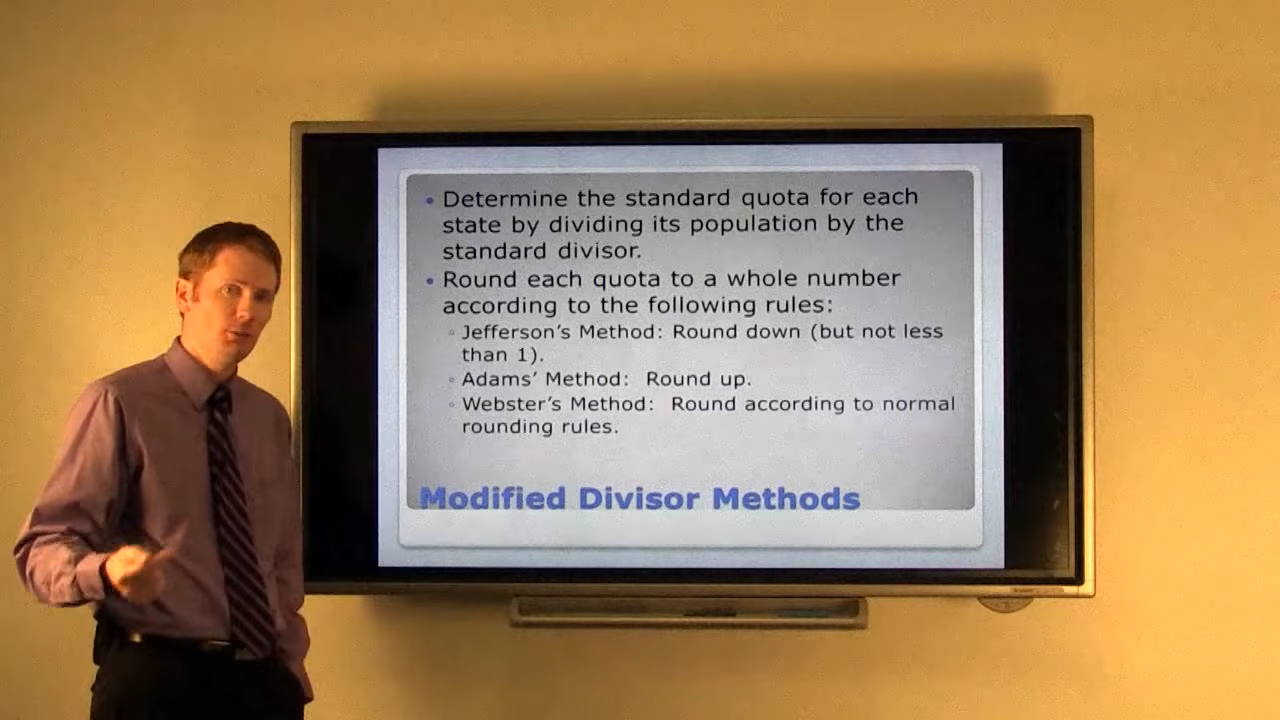 • Determine the standard quota for each
state by dividing its population by the
standard divisor.
• Round each quota to a whole number
according to the following rules:
◦ Jefferson's Method: Round down (but not less
than 1).
◦ Adams' Method: Round up.
◦ Webster's Method: Round according to normal
rounding rules.
Modified Divisor Methods